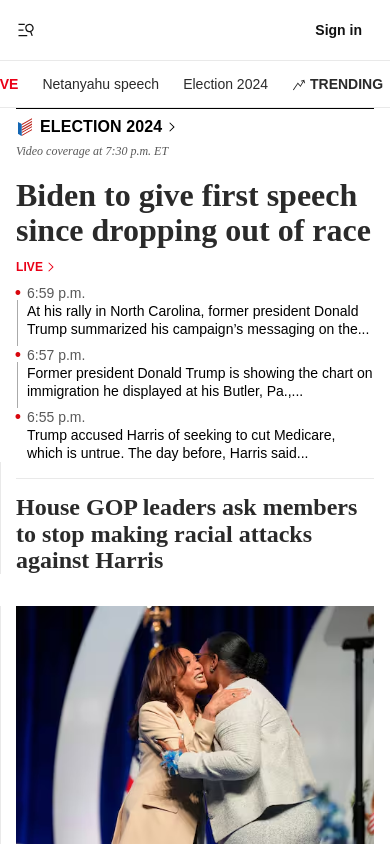 Sign in
VE Netanyahu speech Election 2024 TRENDING
ELECTION 2024
Video coverage at 7:30 p.m. ET
Biden to give first speech
since dropping out of race
LIVE
6:59 p.m.
At his rally in North Carolina, former president Donald
Trump summarized his campaign’s messaging on the...
6:57 p.m.
Former president Donald Trump is showing the chart on
immigration he displayed at his Butler, Pa.,...
6:55 p.m.
Trump accused Harris of seeking to cut Medicare,
which is untrue. The day before, Harris said...
House GOP leaders ask members
to stop making racial attacks
against Harris